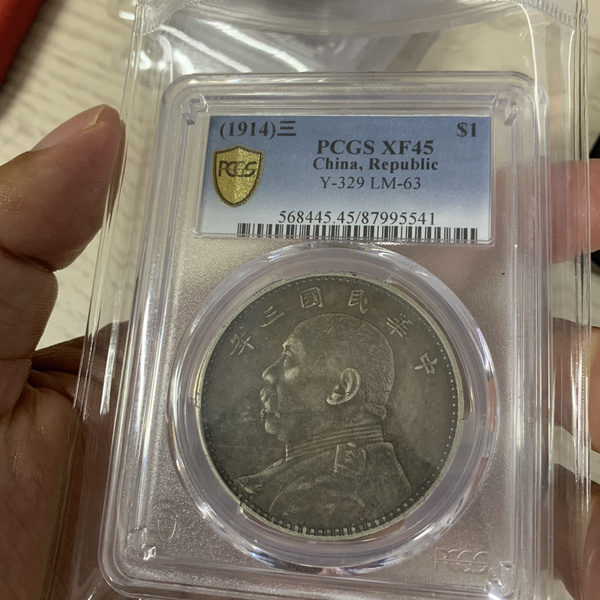 (1914)三 $1
PCGS XF45
China, Republic
Y-329 LM-63
568445.45/87995541
PCGS
年三國民華中
PCGS